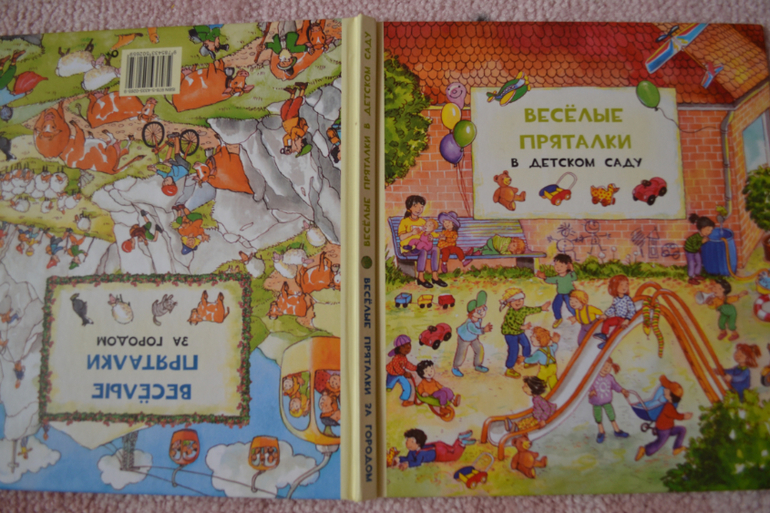 ВЕСЁЛЫЕ
ПРЯТАЛКИ
В ДЕТСКОМ САДУ
ВЕСЁЛЫЕ ПРЯТАЛКИ В ДЕТСКОМ САДУ
ВЕСЁЛЫЕ ПРЯТАЛКИ ЗА ГОРОДОМ
ВЕСЁЛЫЕ
ПРЯТАЛКИ
ЗА ГОРОДОМ